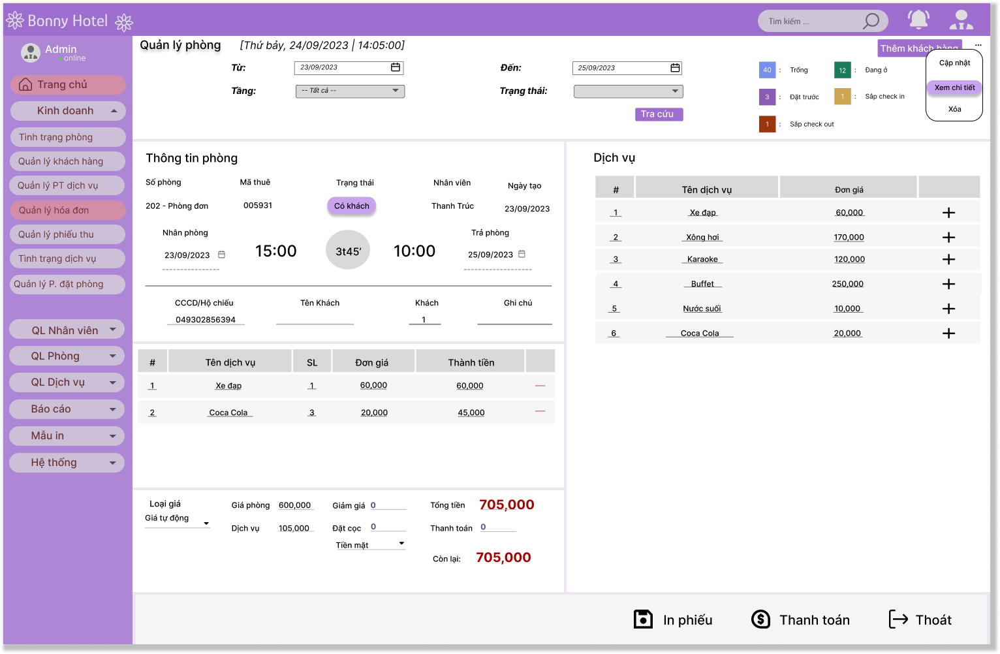 Bonny Hotel
Tìm kiếm ....
Admin
online
Trang chủ
Kinh doanh
Tình trạng phòng
Quản lý khách hàng
Quản lý PT dịch vụ
Quản lý hóa đơn
Quản lý phiếu thu
Tình trạng dịch vụ
Quản lý P. đặt phòng
QL Nhân viên
QL Phòng
QL Dịch vụ
Báo cáo
Mẫu in
Hệ thống
Quản lý phòng [Thứ bảy, 24/09/2023 | 14:05:00]
Thêm khách hàng ...
Từ: 23/09/2023 Đến: 25/09/2023
Tầng: -- Tất cả -- Trạng thái:
Tra cứu
40 : Trống 12 : Đang ở
3 : Đặt trước 1 : Sắp check in
1 : Sắp check out
Cập nhật
Xem chi tiết
Xóa
Thông tin phòng
Số phòng Mã thuê Trạng thái Nhân viên Ngày tạo
202 - Phòng đơn 005931 Có khách Thanh Trúc 23/09/2023
Nhân phòng Trả phòng
23/09/2023 15:00 3t45’ 10:00 25/09/2023
CCCD/Hộ chiếu Tên Khách Khách Ghi chú
049302856394 1
# Tên dịch vụ SL Đơn giá Thành tiền
1 Xe đạp 1 60,000 60,000
2 Coca Cola 3 20,000 45,000
Loại giá Giá phòng 600,000 Giảm giá 0 Tổng tiền 705,000
Giá tự động Dịch vụ 105,000 Đặt cọc 0 Thanh toán 0
Tiền mặt
Còn lại: 705,000
Dịch vụ
# Tên dịch vụ Đơn giá
1 Xe đạp 60,000
2 Xông hơi 170,000
3 Karaoke 120,000
4 Buffet 250,000
5 Nước suối 10,000
6 Coca Cola 20,000
In phiếu Thanh toán Thoát